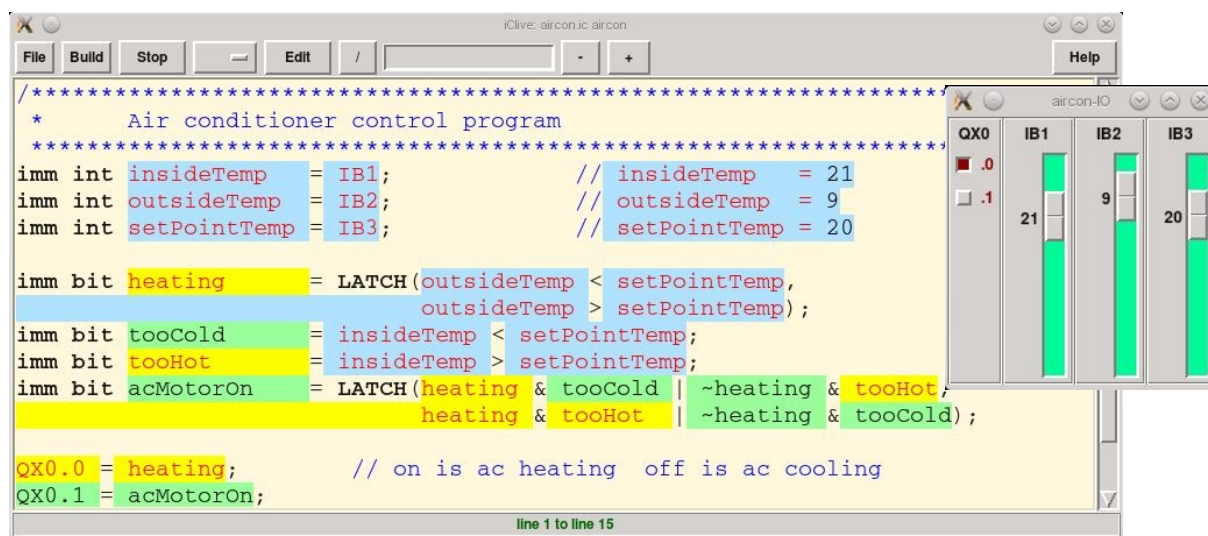 iClive: aircon.ic aircon
File Build Stop Edit / - + Help
/******************************************************************
 *      Air conditioner control program
 ******************************************************************
imm int insideTemp   = IB1;             // insideTemp   = 21
imm int outsideTemp  = IB2;             // outsideTemp  = 9
imm int setPointTemp = IB3;             // setPointTemp = 20
imm bit heating      = LATCH(outsideTemp < setPointTemp,
                             outsideTemp > setPointTemp);
imm bit tooCold      = insideTemp < setPointTemp;
imm bit tooHot       = insideTemp > setPointTemp;
imm bit acMotorOn    = LATCH(heating & tooCold | ~heating & tooHot,
                             heating & tooHot  | ~heating & tooCold);
QX0.0 = heating;        // on is ac heating  off is ac cooling
QX0.1 = acMotorOn;
line 1 to line 15
aircon-IO
QX0 IB1 IB2 IB3
.0
.1
21 9 20